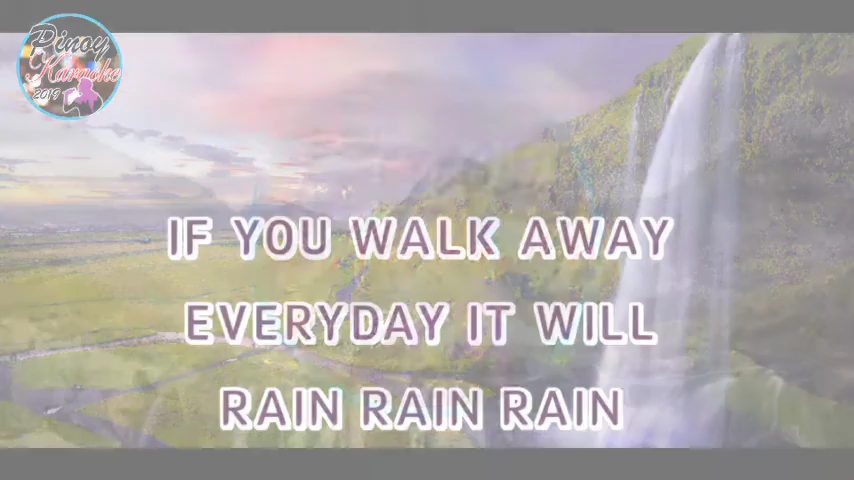 Pinoy
Karaoke
2019
IF YOU WALK AWAY
EVERYDAY IT WILL
RAIN RAIN RAIN